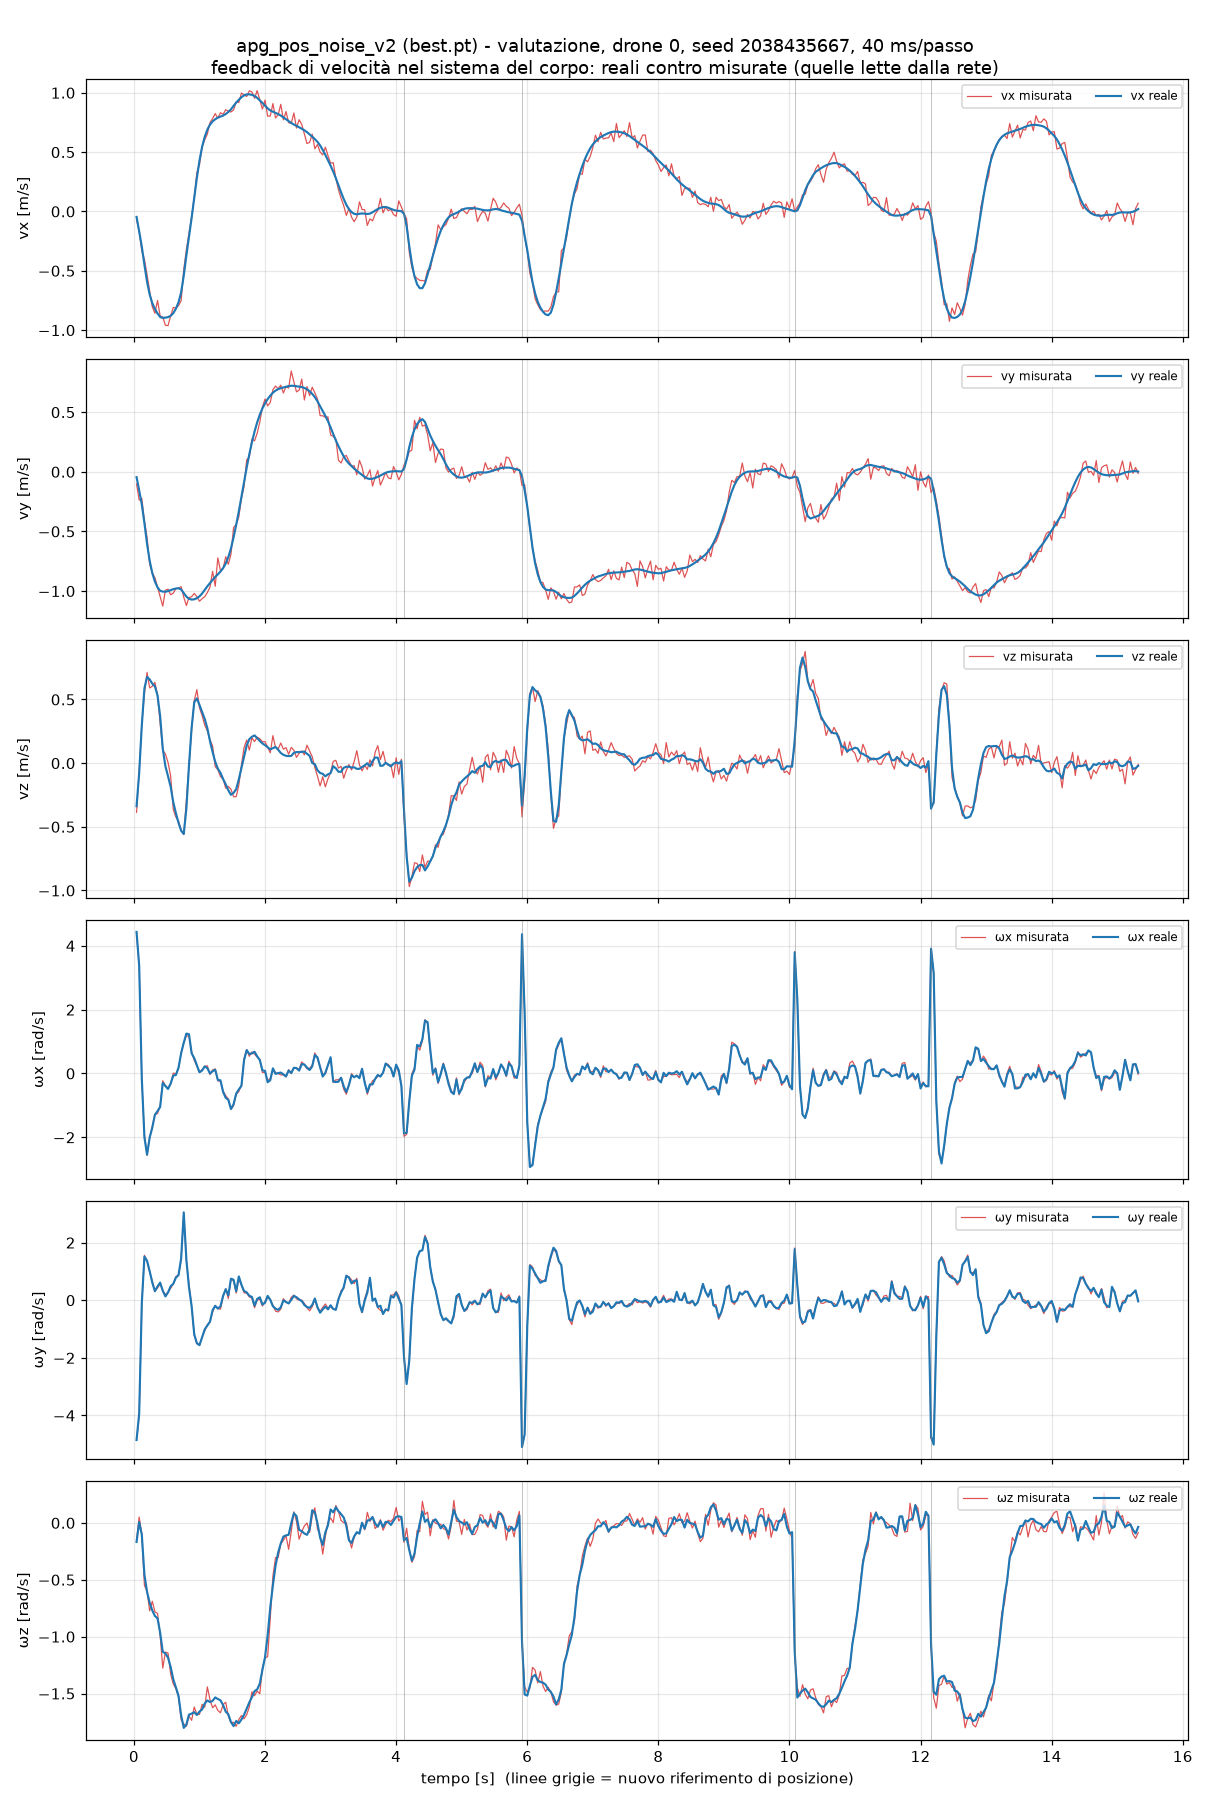 apg_pos_noise_v2 (best.pt) - valutazione, drone 0, seed 2038435667, 40 ms/passo
feedback di velocità nel sistema del corpo: reali contro misurate (quelle lette dalla rete)
vx misurata vx reale
1.0
0.5
0.0
−0.5
−1.0
vx [m/s]
vy misurata vy reale
0.5
0.0
−0.5
−1.0
vy [m/s]
vz misurata vz reale
0.5
0.0
−0.5
−1.0
vz [m/s]
ωx misurata ωx reale
4
2
0
−2
ωx [rad/s]
ωy misurata ωy reale
2
0
−2
−4
ωy [rad/s]
ωz misurata ωz reale
0.0
−0.5
−1.0
−1.5
ωz [rad/s]
0 2 4 6 8 10 12 14 16
tempo [s]  (linee grigie = nuovo riferimento di posizione)